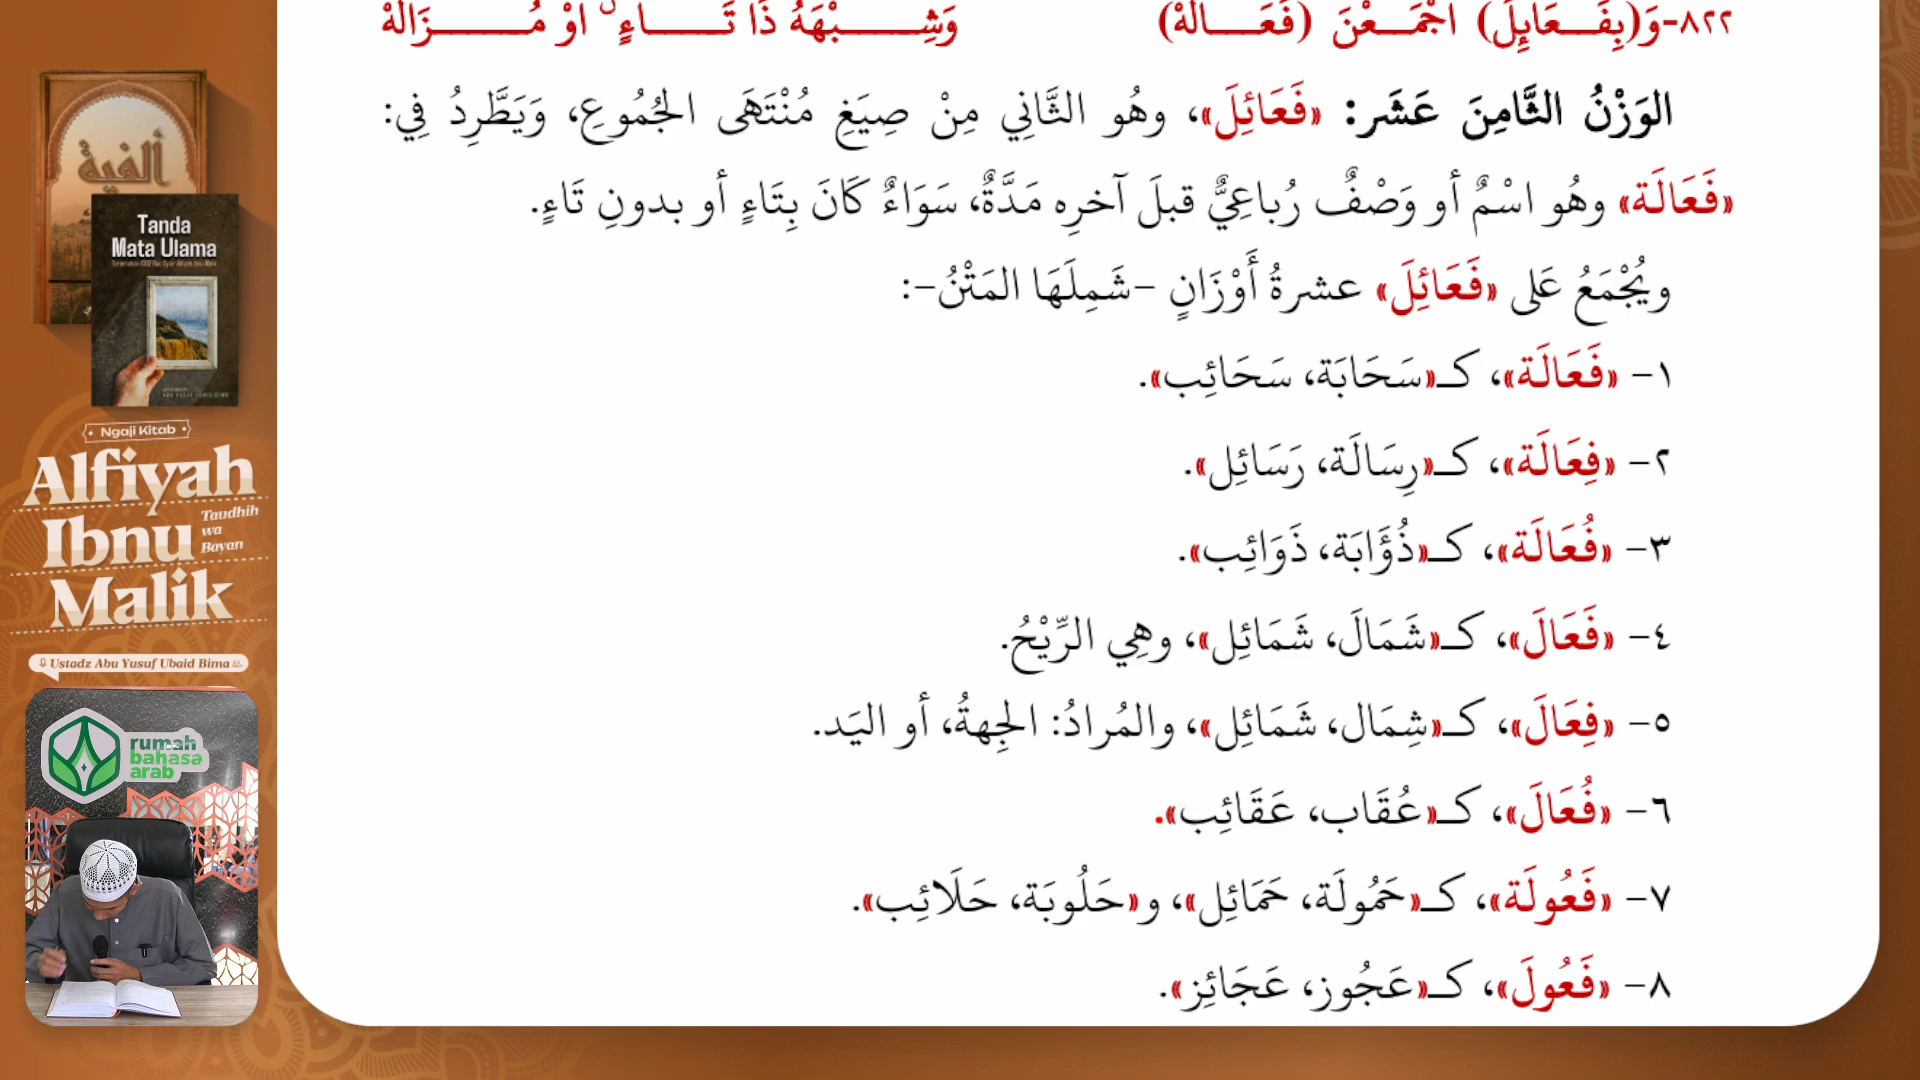 ٨٢٢-وَ(بِفَعَائِلَ) اجْمَعْنَ (فَعَالَهْ) وَشِبْهَهُ ذَا تَاءٍ اوْ مُزَالَهْ
الوَزْنُ الثَّامِنَ عَشَر: «فَعَائِلَ»، وهُو الثَّانِي مِنْ صِيَغِ مُنْتَهَى الجُمُوعِ، وَيَطَّرِدُ فِي:
«فَعَالَة» وهُو اسْمٌ أو وَصْفٌ رُباعِيٌّ قبلَ آخرِه مَدَّةٌ، سَوَاءٌ كَانَ بِتَاءٍ أو بدونِ تَاءٍ.
ويُجْمَعُ عَلى «فَعَائِلَ» عشرةُ أَوْزَانٍ -شَمِلَهَا المَتْنُ-:
١- «فَعَالَة»، كـ«سَحَابَة، سَحَائِب».
٢- «فِعَالَة»، كـ«رِسَالَة، رَسَائِل».
٣- «فُعَالَة»، كـ«ذُؤَابَة، ذَوَائِب».
٤- «فَعَالَ»، كـ«شَمَالَ، شَمَائِل»، وهِي الرِّيْحُ.
٥- «فِعَالَ»، كـ«شِمَال، شَمَائِل»، والمُرادُ: الجِهةُ، أو اليَد.
٦- «فُعَالَ»، كـ«عُقَاب، عَقَائِب».
٧- «فَعُولَة»، كـ«حَمُولَة، حَمَائِل»، و«حَلُوبَة، حَلَائِب».
٨- «فَعُولَ»، كـ«عَجُوز، عَجَائِز».
ألفية
Tanda
Mata Ulama
Ngaji Kitab
Alfiyah
Ibnu
Taudhih
wa
Bayan
Malik
Ustadz Abu Yusuf Ubaid Bima
rumah
bahasa
arab